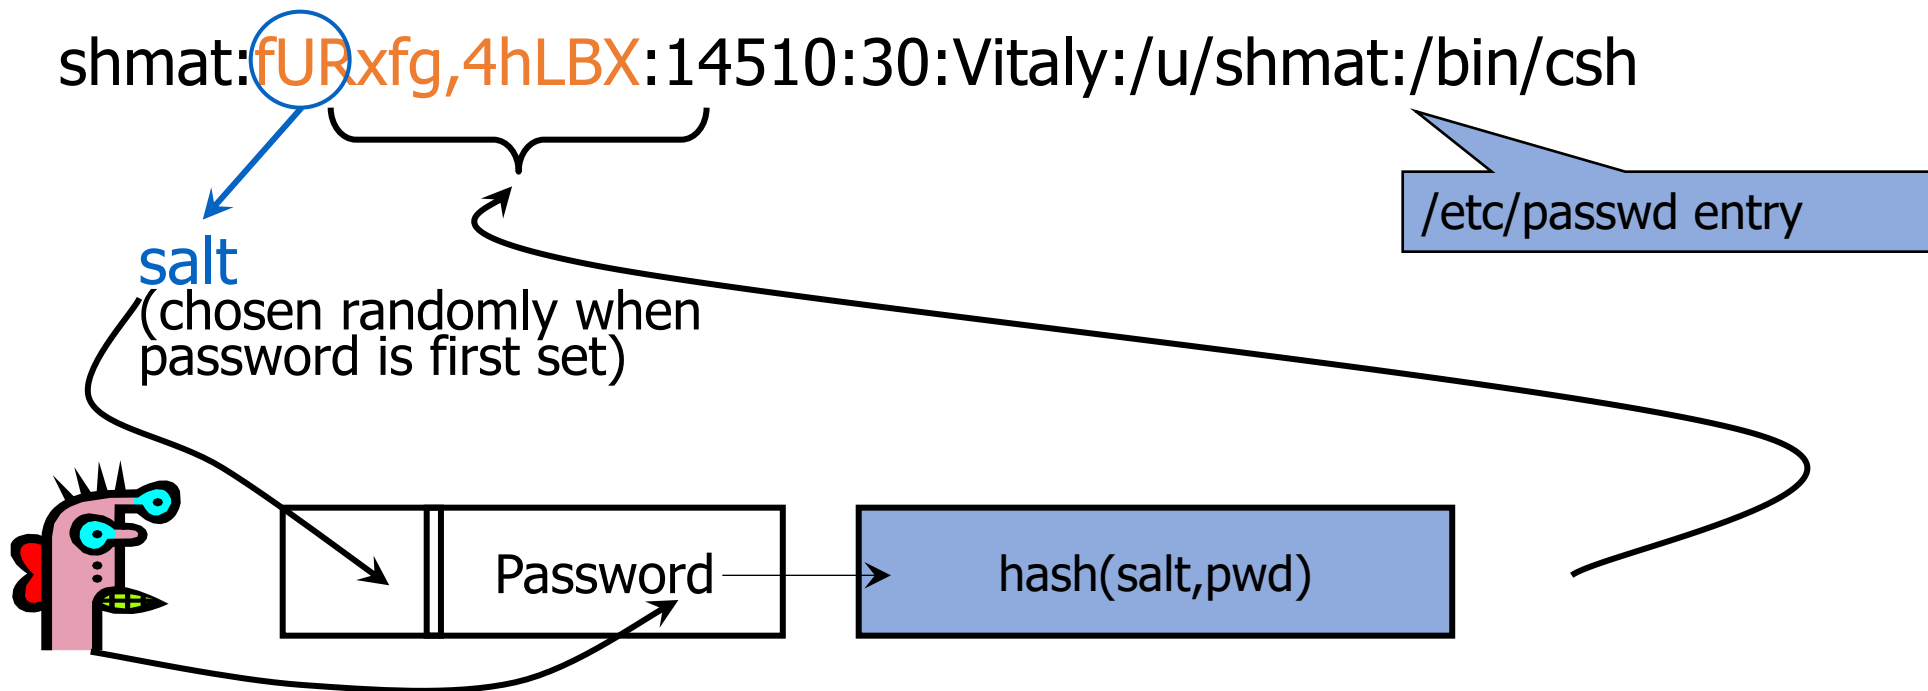 shmat:fURxfg,4hLBX:14510:30:Vitaly:/u/shmat:/bin/csh
/etc/passwd entry
salt
(chosen randomly when
password is first set)
Password
hash(salt,pwd)